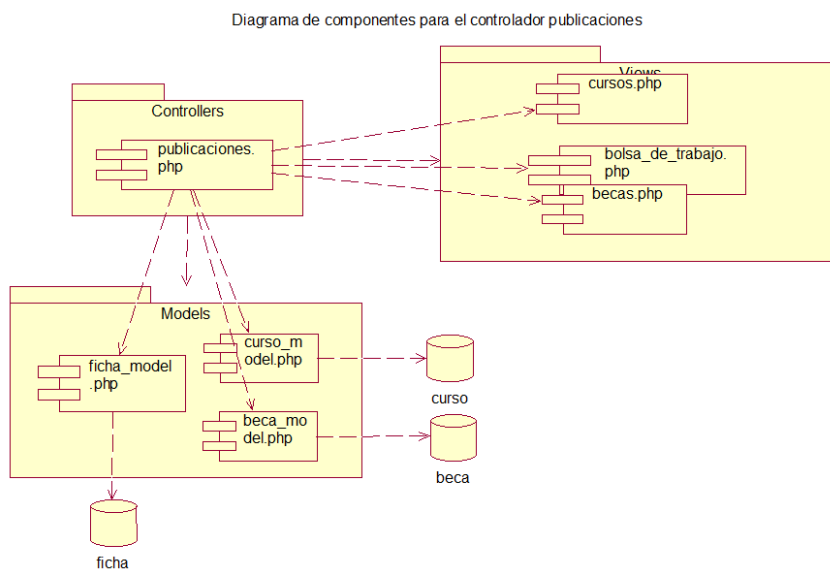 Diagrama de componentes para el controlador publicaciones
Views
cursos.php
Controllers
publicaciones.
php
bolsa_de_trabajo.
php
becas.php
Models
curso_m
odel.php
ficha_model
.php
curso
beca_mo
del.php
beca
ficha